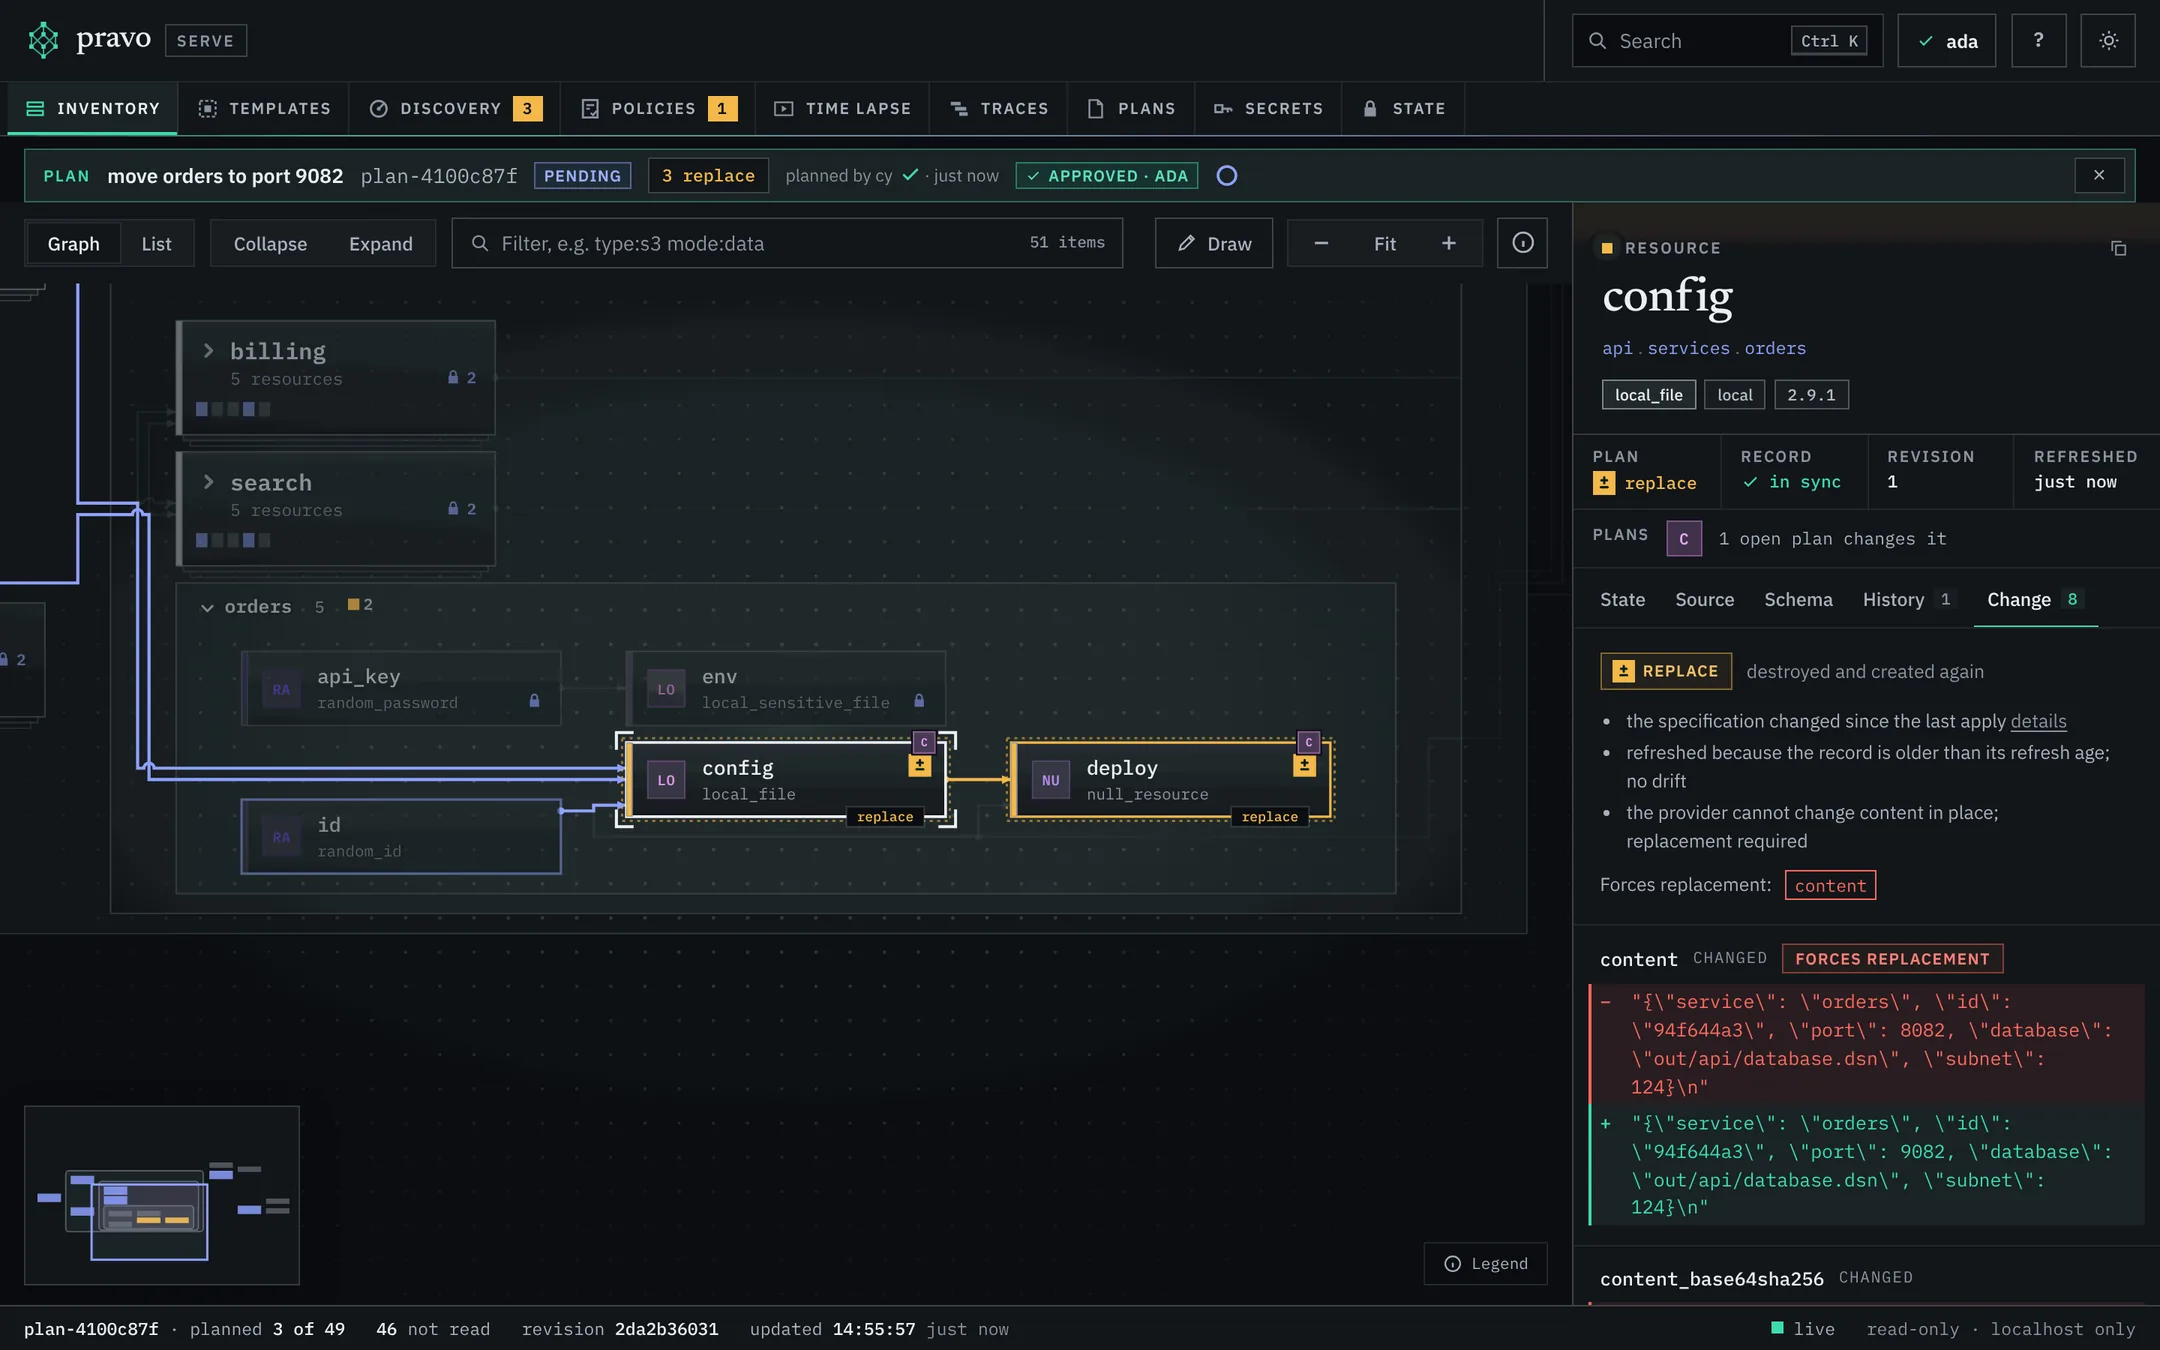 pravo SERVE
Search Ctrl K
ada
?
INVENTORY
TEMPLATES
DISCOVERY 3
POLICIES 1
TIME LAPSE
TRACES
PLANS
SECRETS
STATE
PLAN move orders to port 9082 plan-4100c87f PENDING 3 replace planned by cy ✓ · just now ✓ APPROVED · ADA
Graph List
Collapse Expand
Filter, e.g. type:s3 mode:data 51 items
Draw
− Fit +
billing
5 resources 2
search
5 resources 2
2
orders 5 2
RA api_key
random_password
LO env
local_sensitive_file
C
LO config
local_file
replace
C
NU deploy
null_resource
replace
RA id
random_id
Legend
RESOURCE
config
api.services.orders
local_file local 2.9.1
PLAN
± replace
RECORD
✓ in sync
REVISION
1
REFRESHED
just now
PLANS C 1 open plan changes it
State Source Schema History 1 Change 8
± REPLACE destroyed and created again
• the specification changed since the last apply details
• refreshed because the record is older than its refresh age;
no drift
• the provider cannot change content in place;
replacement required
Forces replacement: content
content CHANGED FORCES REPLACEMENT
− "{\"service\": \"orders\", \"id\":
\"94f644a3\", \"port\": 8082, \"database\":
\"out/api/database.dsn\", \"subnet\":
124}\n"
+ "{\"service\": \"orders\", \"id\":
\"94f644a3\", \"port\": 9082, \"database\":
\"out/api/database.dsn\", \"subnet\":
124}\n"
content_base64sha256 CHANGED
plan-4100c87f · planned 3 of 49 46 not read revision 2da2b36031 updated 14:55:57 just now
live read-only · localhost only